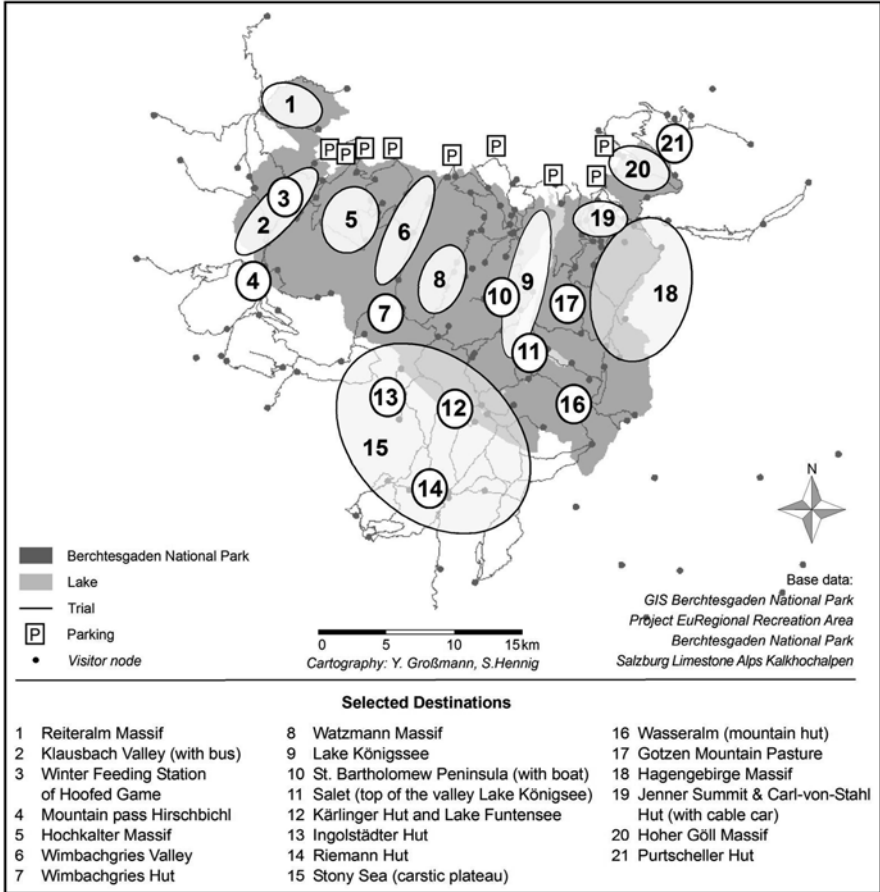 1
P
P
P
P
P
P
P
P
P
21
20
3
2
5
6
19
4
8
9
10
17
18
7
11
13
12
16
15
14
N
Berchtesgaden National Park
Lake
Trial
P Parking
Visitor node
0 5 10 15km
Cartography: Y. Großmann, S.Hennig
Base data:
GIS Berchtesgaden National Park
Project EuRegional Recreation Area
Berchtesgaden National Park
Salzburg Limestone Alps Kalkhochalpen
Selected Destinations
1 Reiteralm Massif
2 Klausbach Valley (with bus)
3 Winter Feeding Station
of Hoofed Game
4 Mountain pass Hirschbichl
5 Hochkalter Massif
6 Wimbachgries Valley
7 Wimbachgries Hut
8 Watzmann Massif
9 Lake Königssee
10 St. Bartholomew Peninsula (with boat)
11 Salet (top of the valley Lake Königsee)
12 Kärlinger Hut and Lake Funtensee
13 Ingolstädter Hut
14 Riemann Hut
15 Stony Sea (carstic plateau)
16 Wasseralm (mountain hut)
17 Gotzen Mountain Pasture
18 Hagengebirge Massif
19 Jenner Summit & Carl-von-Stahl
Hut (with cable car)
20 Hoher Göll Massif
21 Purtscheller Hut